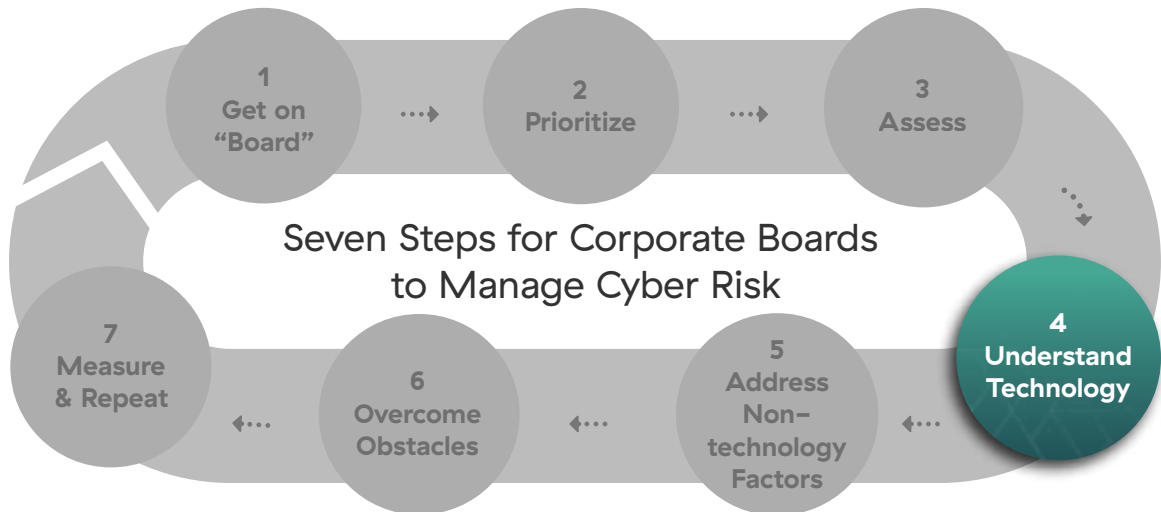 1
Get on
“Board”
2
Prioritize
3
Assess
Seven Steps for Corporate Boards
to Manage Cyber Risk
4
Understand
Technology
5
Address
Non-
technology
Factors
6
Overcome
Obstacles
7
Measure
& Repeat